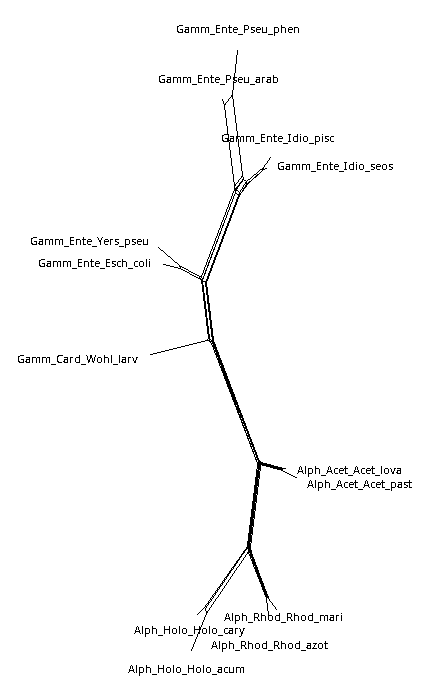 Gamm_Ente_Pseu_phen
Gamm_Ente_Pseu_arab
Gamm_Ente_Idio_pisc
Gamm_Ente_Idio_seos
Gamm_Ente_Yers_pseu
Gamm_Ente_Esch_coli
Gamm_Card_Wohl_larv
Alph_Acet_Acet_lova
Alph_Acet_Acet_past
Alph_Rhod_Rhod_mari
Alph_Holo_Holo_cary
Alph_Rhod_Rhod_azot
Alph_Holo_Holo_acum